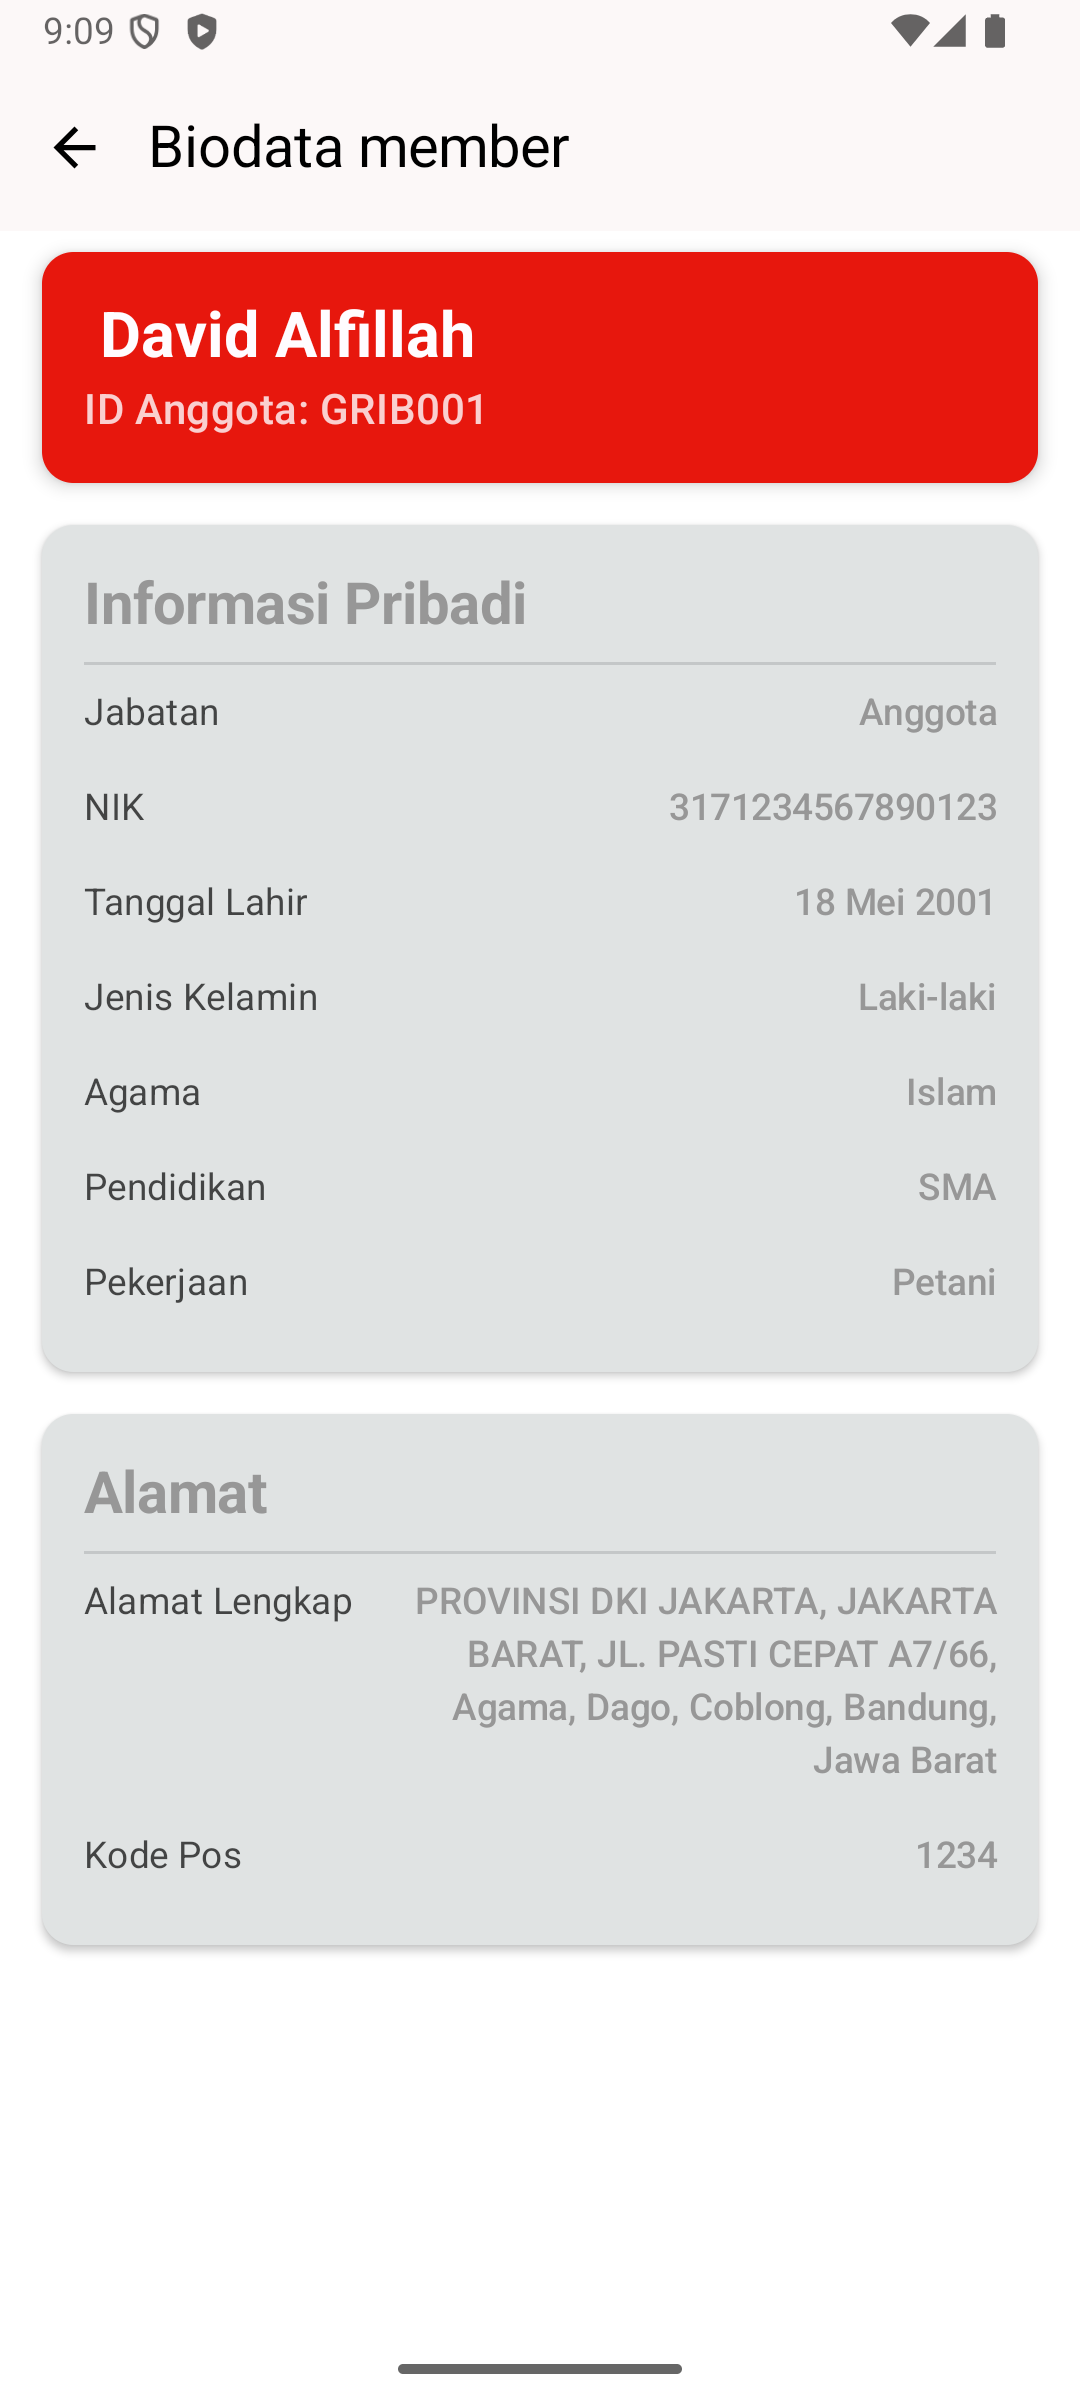 9:09
Biodata member
David Alfillah
ID Anggota: GRIB001
Informasi Pribadi
Jabatan Anggota
NIK 3171234567890123
Tanggal Lahir 18 Mei 2001
Jenis Kelamin Laki-laki
Agama Islam
Pendidikan SMA
Pekerjaan Petani
Alamat
Alamat Lengkap PROVINSI DKI JAKARTA, JAKARTA
BARAT, JL. PASTI CEPAT A7/66,
Agama, Dago, Coblong, Bandung,
Jawa Barat
Kode Pos 1234